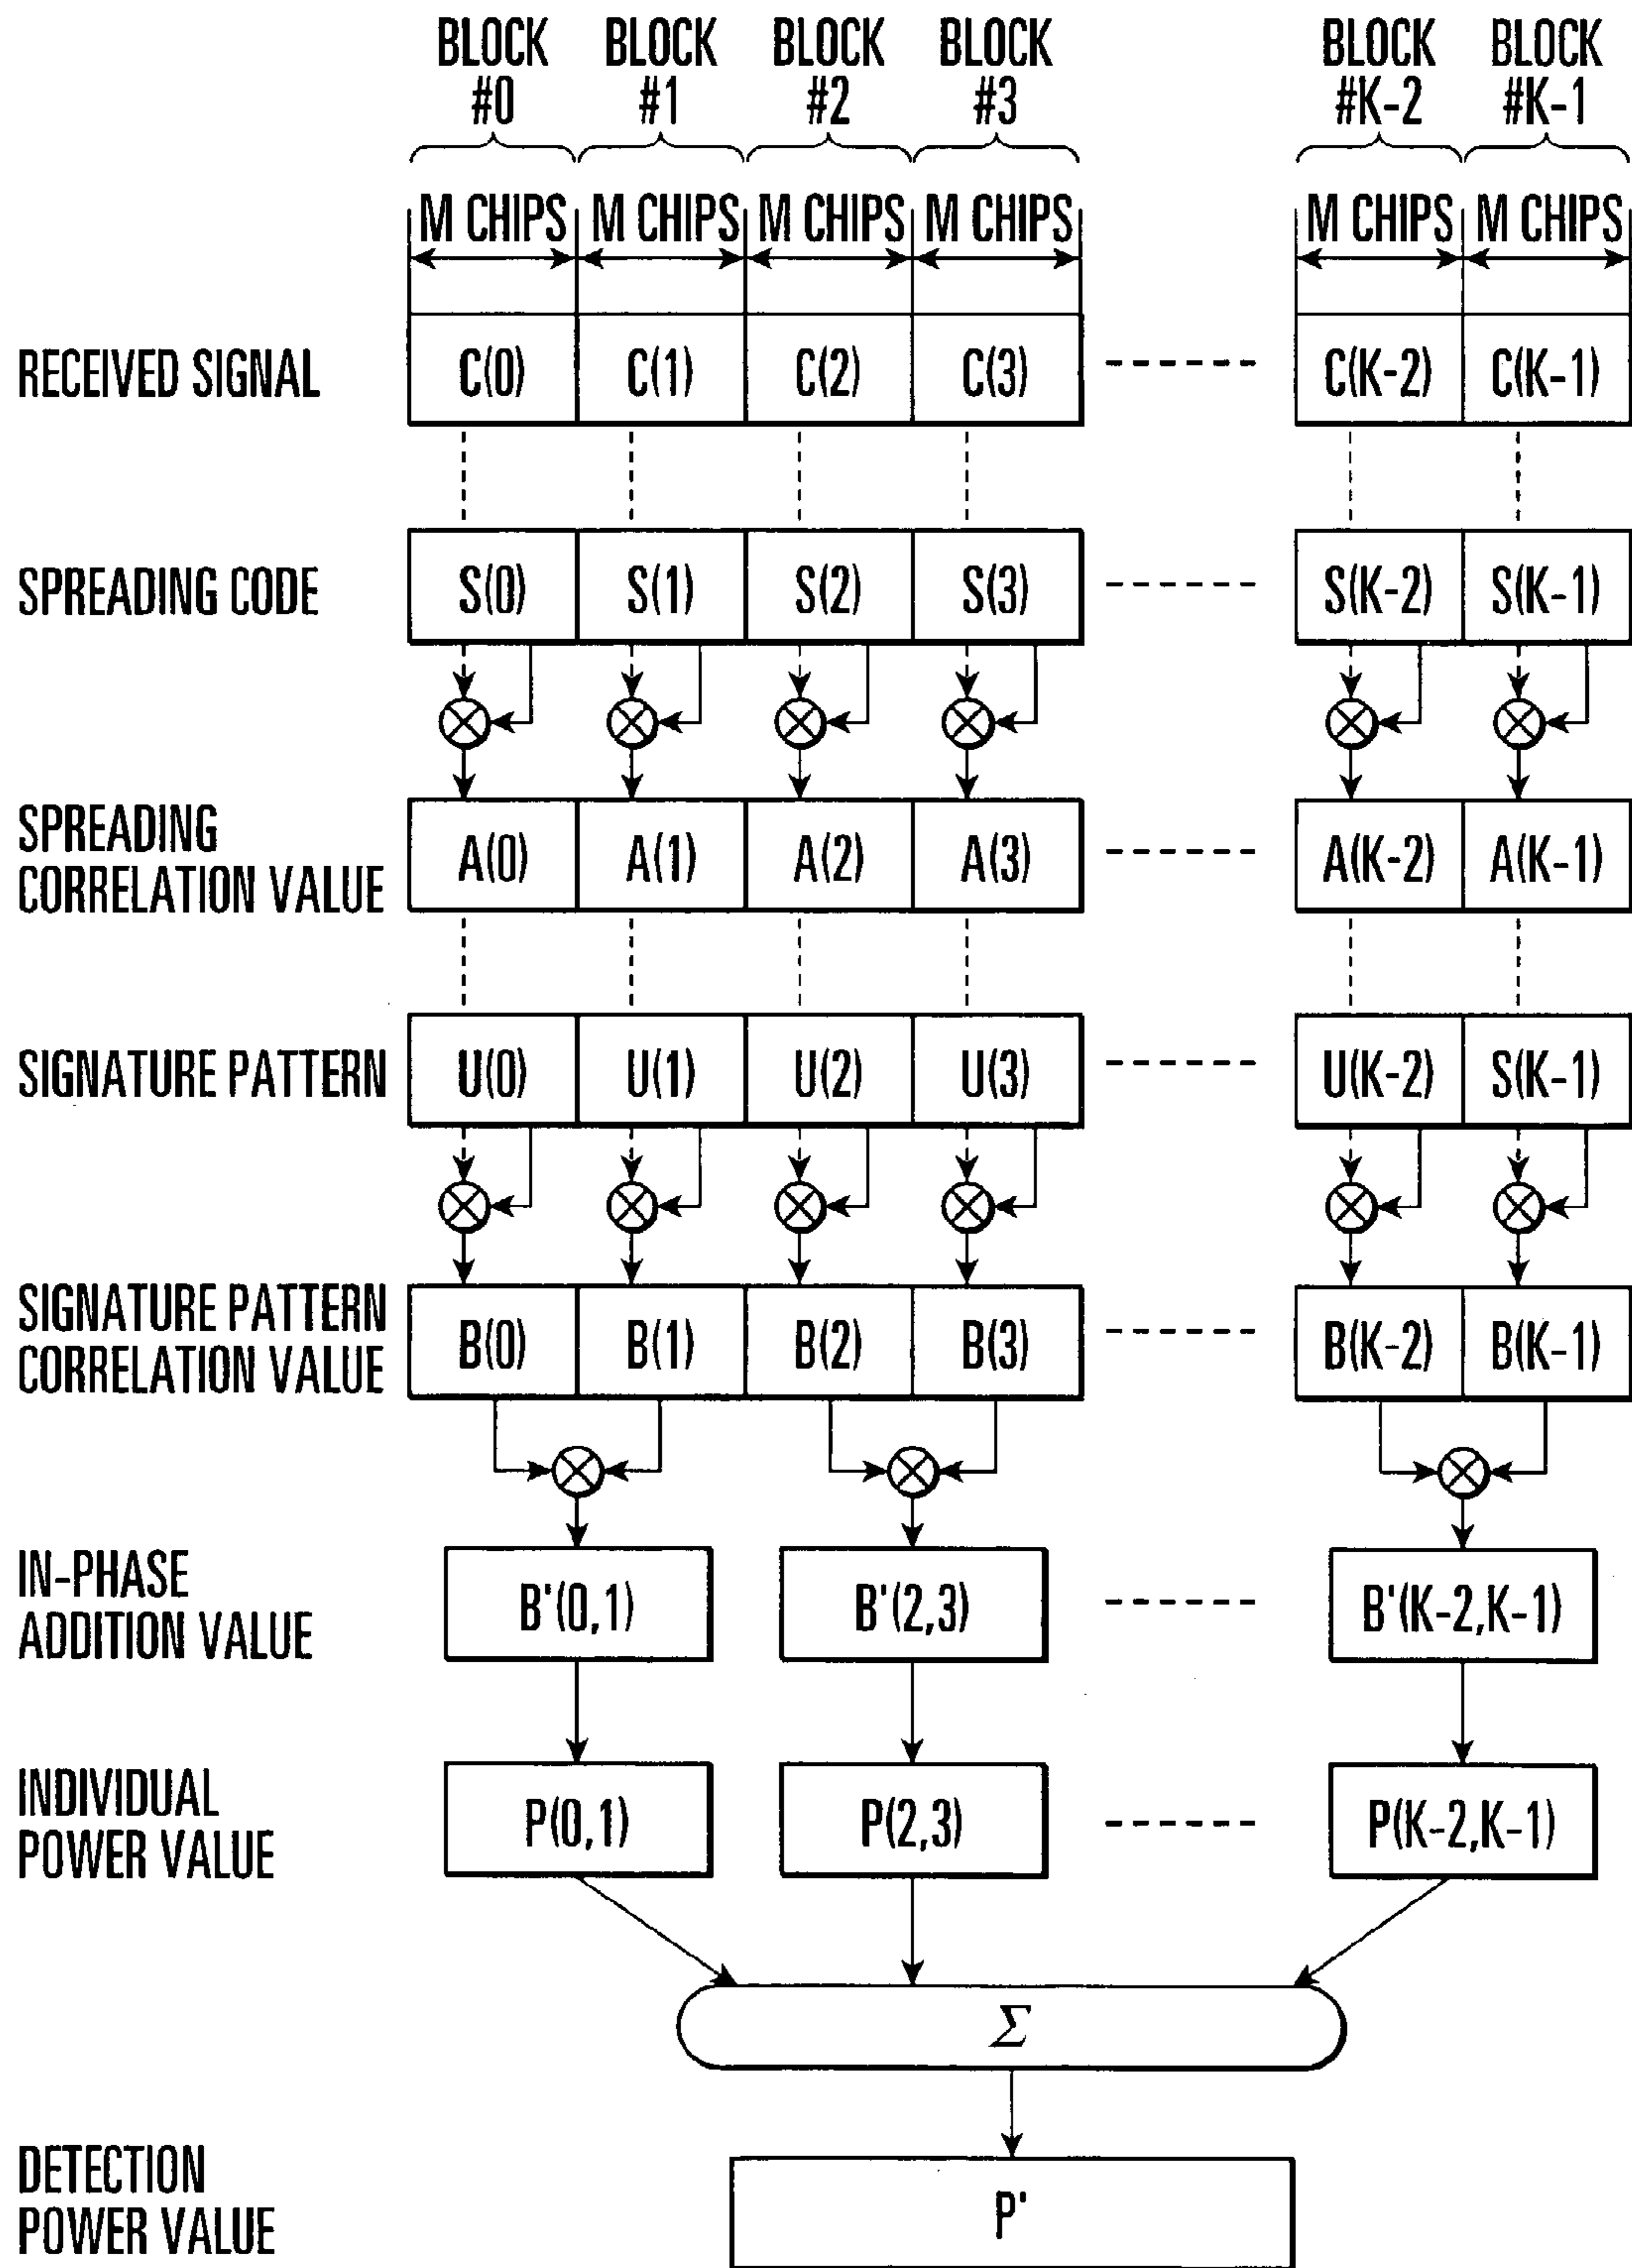 BLOCK #0 BLOCK #1 BLOCK #2 BLOCK #3 BLOCK #K-2 BLOCK #K-1
M CHIPS M CHIPS M CHIPS M CHIPS M CHIPS M CHIPS
RECEIVED SIGNAL C(0) C(1) C(2) C(3) C(K-2) C(K-1)
SPREADING CODE S(0) S(1) S(2) S(3) S(K-2) S(K-1)
SPREADING
CORRELATION VALUE A(0) A(1) A(2) A(3) A(K-2) A(K-1)
SIGNATURE PATTERN U(0) U(1) U(2) U(3) U(K-2) S(K-1)
SIGNATURE PATTERN
CORRELATION VALUE B(0) B(1) B(2) B(3) B(K-2) B(K-1)
IN-PHASE
ADDITION VALUE B'(0,1) B'(2,3) B'(K-2,K-1)
INDIVIDUAL
POWER VALUE P(0,1) P(2,3) P(K-2,K-1)
Σ
DETECTION
POWER VALUE P'